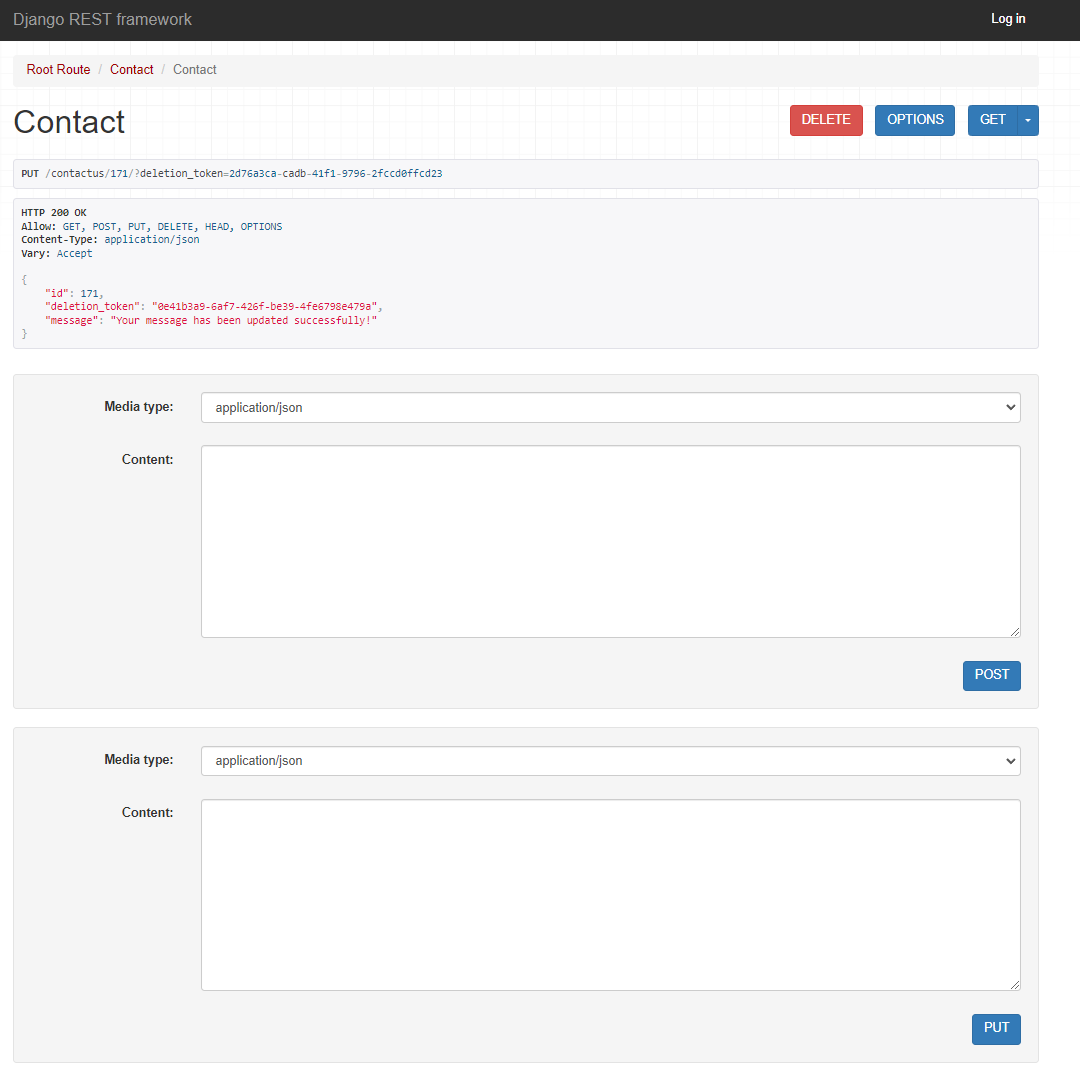 Django REST framework
Log in
Root Route / Contact / Contact
Contact
DELETE
OPTIONS
GET
PUT /contactus/171/?deletion_token=2d76a3ca-cadb-41f1-9796-2fccd0ffcd23
HTTP 200 OK
Allow: GET, POST, PUT, DELETE, HEAD, OPTIONS
Content-Type: application/json
Vary: Accept
{
"id": 171,
"deletion_token": "0e41b3a9-6af7-426f-be39-4fe6798e479a",
"message": "Your message has been updated successfully!"
}
Media type:
application/json
Content:
POST
Media type:
application/json
Content:
PUT